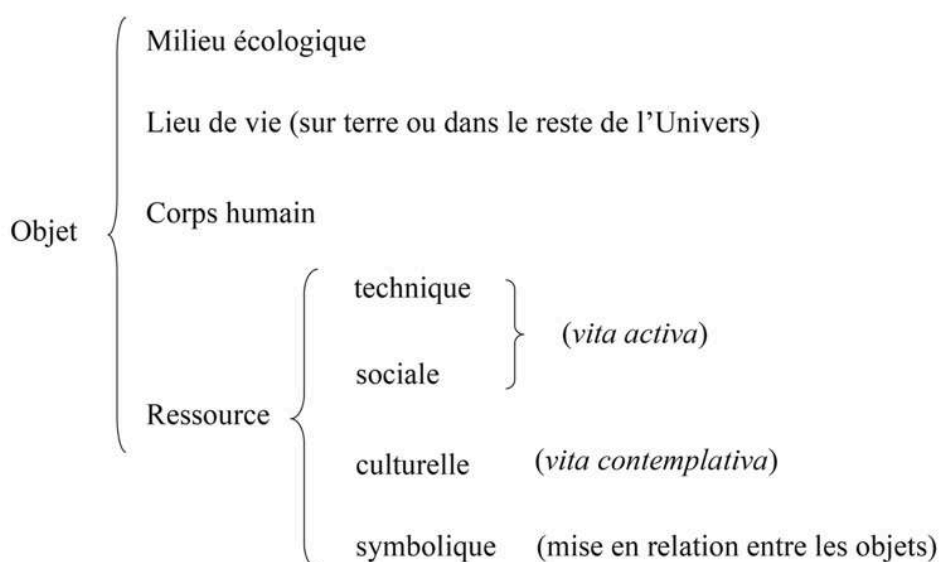 Milieu écologique
Lieu de vie (sur terre ou dans le reste de l'Univers)
Corps humain
Objet
technique
(vita activa)
sociale
Ressource
culturelle (vita contemplativa)
symbolique (mise en relation entre les objets)